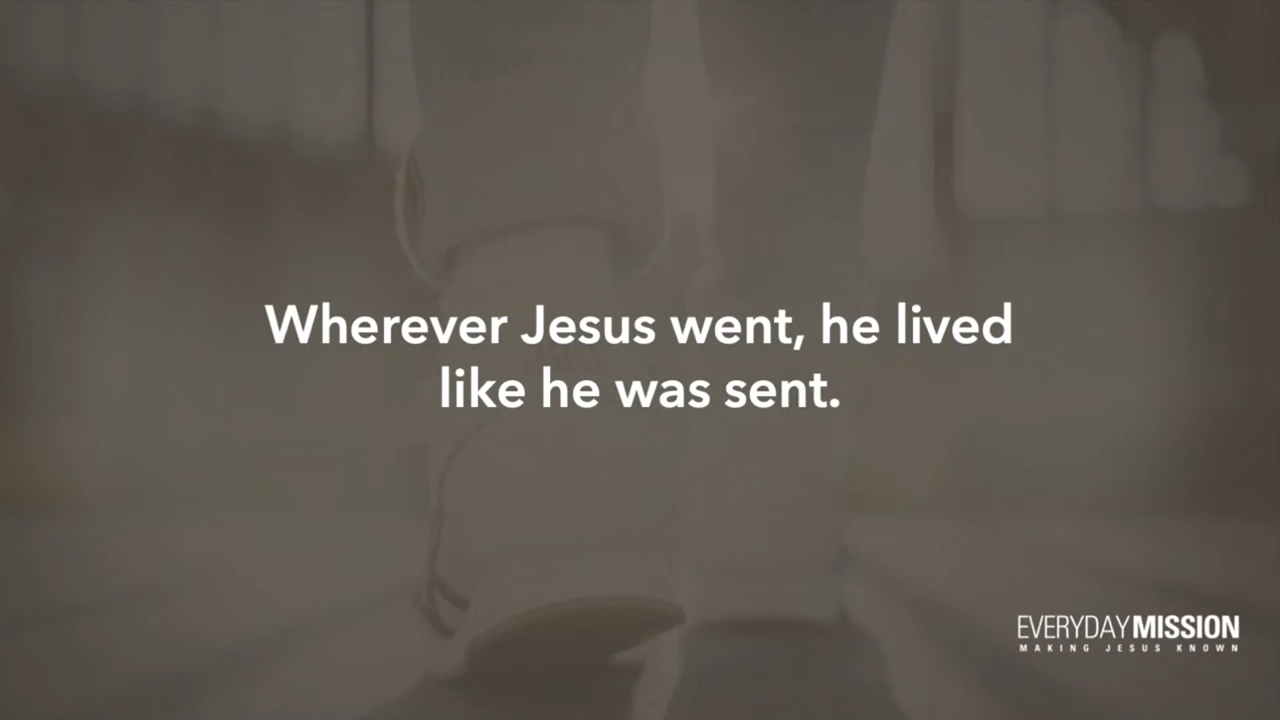 Wherever Jesus went, he lived
like he was sent.
EVERYDAYMISSION
MAKING JESUS KNOWN